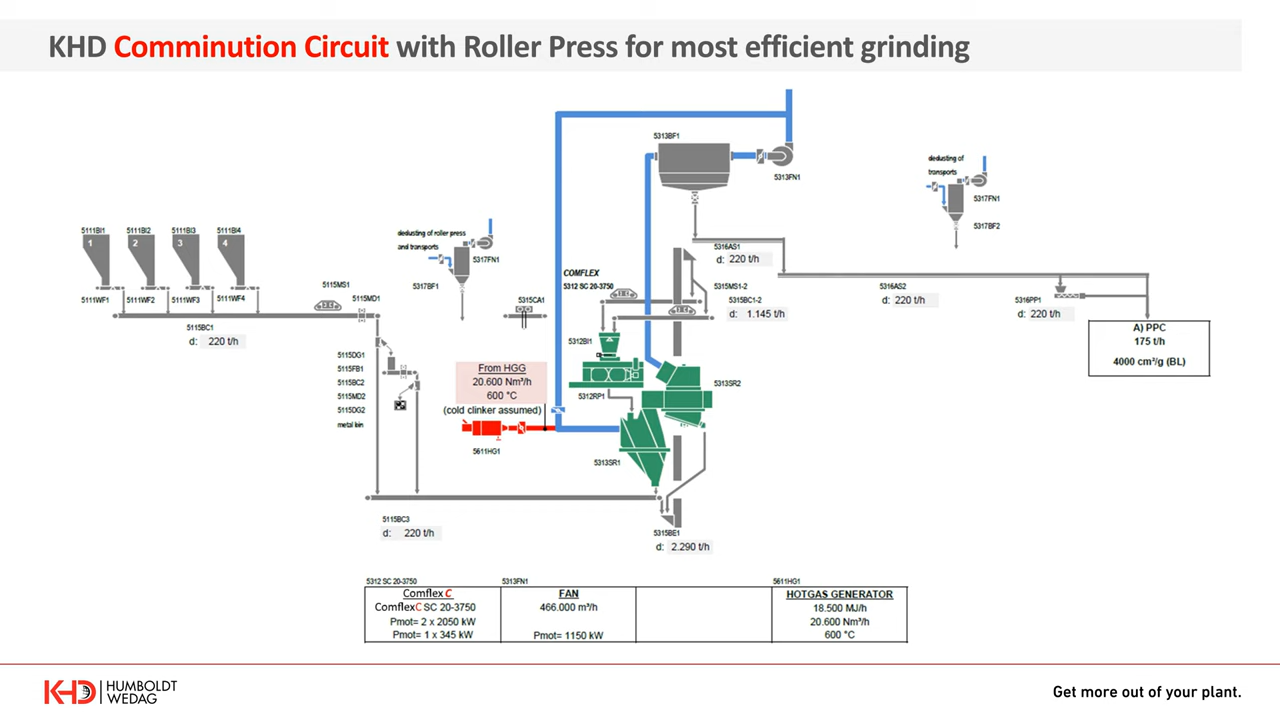 KHD Comminution Circuit with Roller Press for most efficient grinding
5313BF1
5313FN1
dedusting of
transports
5317FN1
5317BF2
5111BI1
5111BI2
5111BI3
5111BI4
1
2
3
4
5111WF1
5111WF2
5111WF3
5111WF4
5115MS1
5115MD1
5115BC1
d: 220 t/h
dedusting of roller press
and transports
5317FN1
5317BF1
5315CA1
COMFLEX
5312 SC 20-3750
5316AS1
d: 220 t/h
5315MS1-2
5315BC1-2
d: 1.145 t/h
5316AS2
d: 220 t/h
5316PP1
d: 220 t/h
A) PPC
175 t/h
4000 cm²/g (BL)
5312BI1
5312RP1
5313SR2
5313SR1
5115DG1
5115FB1
5115BC2
5115MD2
5115DG2
metal bin
From HGG
20.600 Nm³/h
600 °C
(cold clinker assumed)
5611HG1
5115BC3
d: 220 t/h
5315BE1
d: 2.290 t/h
5312 SC 20-3750
5313FN1
5611HG1
Comflex C
ComflexC SC 20-3750
Pmot= 2 x 2050 kW
Pmot= 1 x 345 kW
FAN
466.000 m³/h
Pmot= 1150 kW
HOTGAS GENERATOR
18.500 MJ/h
20.600 Nm³/h
600 °C
KHD HUMBOLDT
WEDAG
Get more out of your plant.